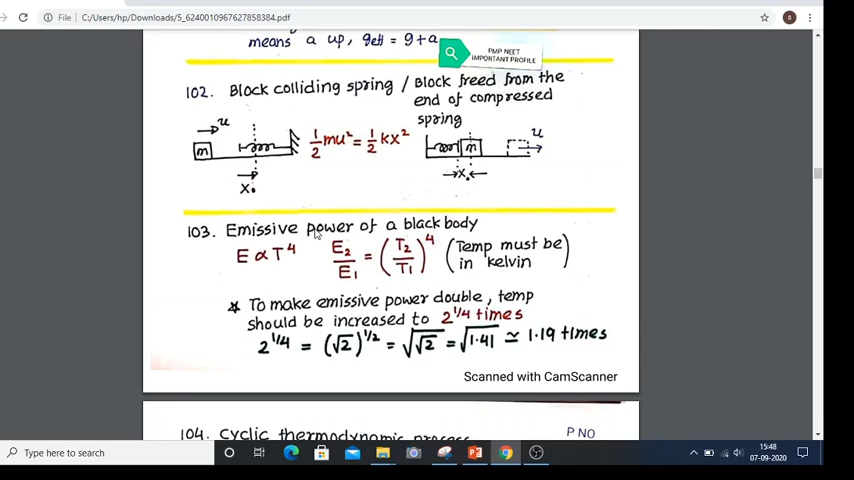 File
C:/Users/hp/Downloads/5_6240010967627858384.pdf
S
means a up, geff = g+a
PMP NEET
IMPORTANT PROFILE
102. Block colliding spring / Block freed from the
end of compressed
spring
u
m
X₀
1/2 mu² = 1/2 kx²
m
u
X₀
103. Emissive power of a black body
E ∝ T⁴ E₂/E₁ = (T₂/T₁)⁴ (Temp must be
in kelvin)
* To make emissive power double, temp
should be increased to 2^1/4 times
2^1/4 = (√2)^1/2 = √√2 = √1.41 ≃ 1.19 times
Scanned with CamScanner
104. Cyclic thermodynamic process
P NO
Type here to search
15:48
07-09-2020